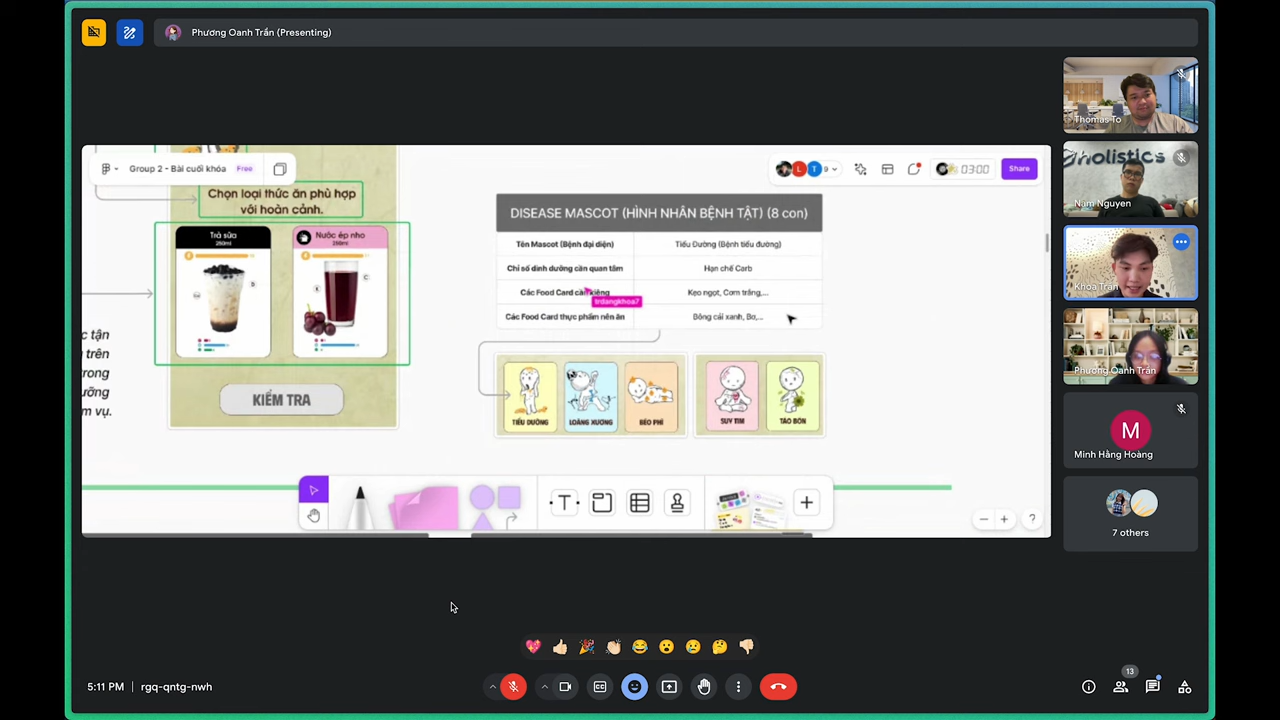 Phương Oanh Trần (Presenting)
Group 2 - Bài cuối khóa Free
9
03:00
Share
Chọn loại thức ăn phù hợp
với hoàn cảnh.
Trà sữa
Nước ép nho
KIỂM TRA
c tận
trên
rong
ưỡng
m vụ.
DISEASE MASCOT (HÌNH NHÂN BỆNH TẬT) (8 con)
Tên Mascot (Bệnh đại diện) Tiểu Đường (Bệnh tiểu đường)
Chỉ số dinh dưỡng cần quan tâm Hạn chế Carb
Các Food Card cần kiêng Kẹo ngọt, Cơm trắng,...
trdangkhoa7
Các Food Card thực phẩm nên ăn Bông cải xanh, Bơ,...
TIỂU ĐƯỜNG LOÃNG XƯƠNG BÉO PHÌ SUY TIM TÁO BÓN
Thomas To
holistics
Nam Nguyen
Khoa Tran
Phương Oanh Trần
M
Minh Hằng Hoàng
7 others
5:11 PM rgq-qntg-nwh
13